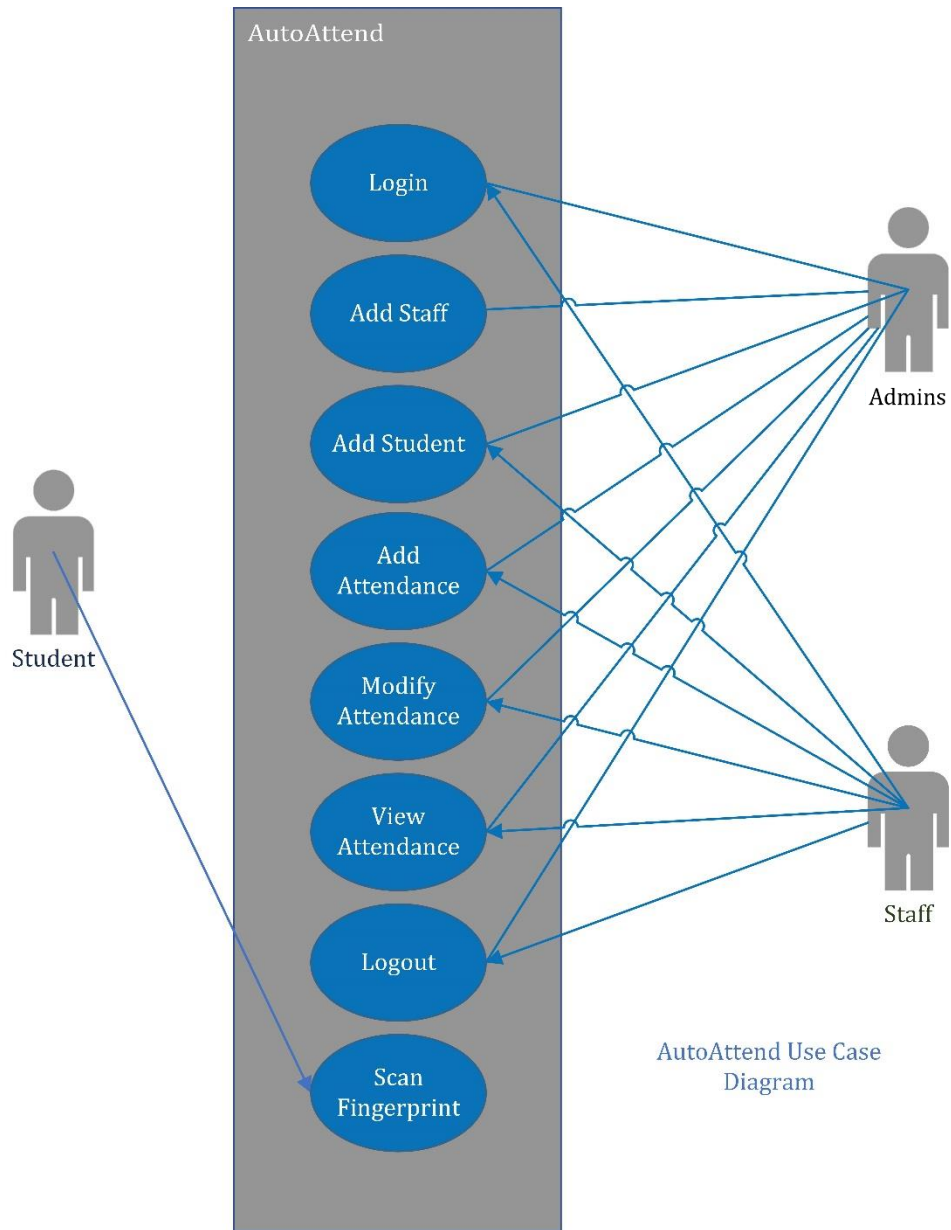 AutoAttend
Login
Add Staff
Add Student
Add
Attendance
Modify
Attendance
View
Attendance
Logout
Scan
Fingerprint
Student
Admins
Staff
AutoAttend Use Case
Diagram